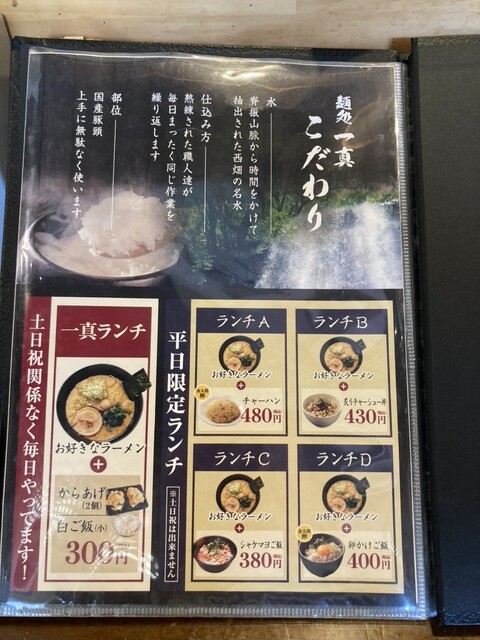 麺処 一真
こだわり
水
脊振山脈から時間をかけて
抽出された西畑の名水
仕込み方
熟練された職人達が
毎日まったく同じ作業を
繰り返します
部位
国産豚頭
上手に無駄なく使います。
土日祝関係なく毎日やってます!
一真ランチ
お好きなラーメン
+
からあげ
(2個)
白ご飯(小)
300円
平日限定ランチ
※土日祝は出来ません
ランチA
お好きなラーメン
+
チャーハン
480円
ランチB
お好きなラーメン
+
炙りチャーシュー丼
430円
ランチC
お好きなラーメン
+
シャケマヨご飯
380円
ランチD
お好きなラーメン
+
卵かけご飯
400円